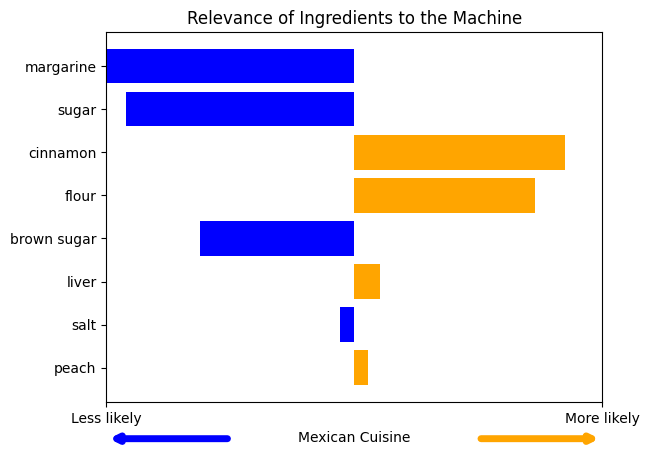 Relevance of Ingredients to the Machine
margarine
sugar
cinnamon
flour
brown sugar
liver
salt
peach
Less likely
More likely
Mexican Cuisine